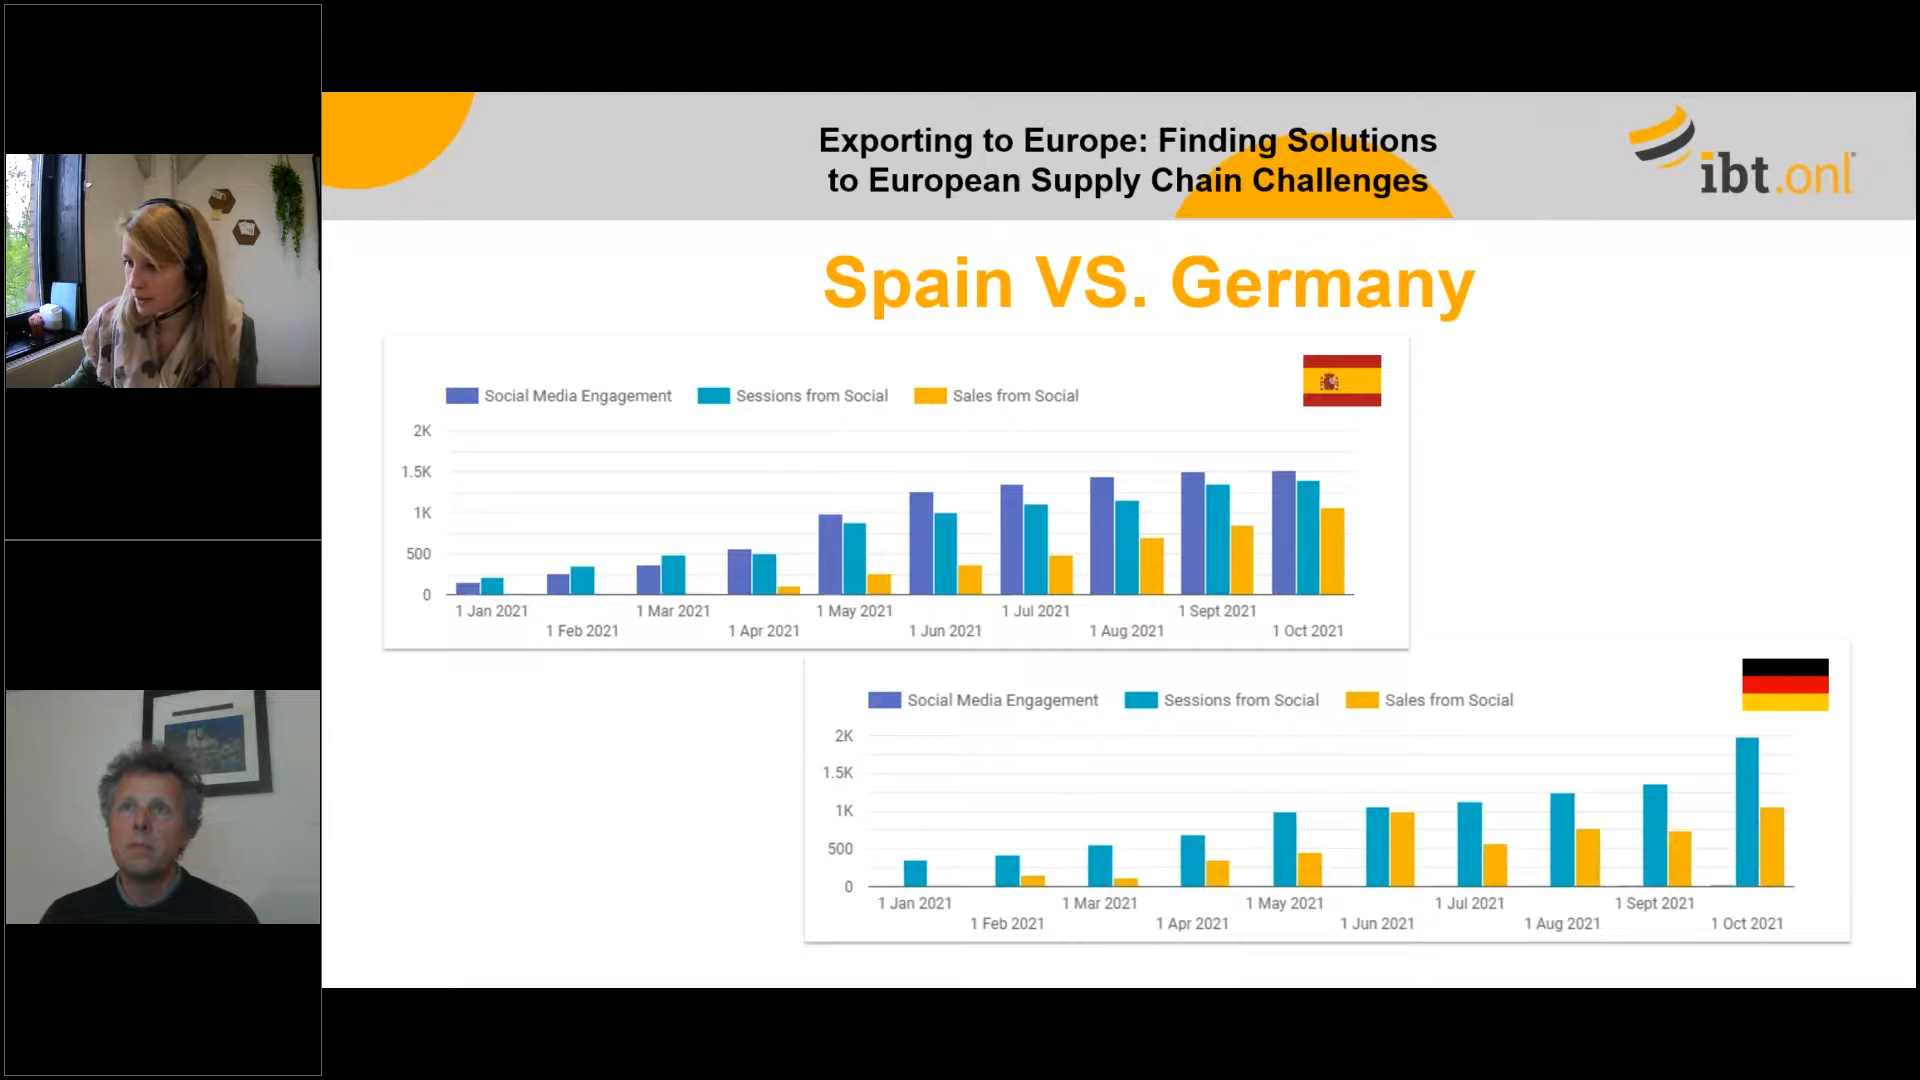 Exporting to Europe: Finding Solutions
to European Supply Chain Challenges
ibt.onl
Spain VS. Germany
Social Media Engagement Sessions from Social Sales from Social
2K
1.5K
1K
500
0
1 Jan 2021 1 Mar 2021 1 May 2021 1 Jul 2021 1 Sept 2021
1 Feb 2021 1 Apr 2021 1 Jun 2021 1 Aug 2021 1 Oct 2021
Social Media Engagement Sessions from Social Sales from Social
2K
1.5K
1K
500
0
1 Jan 2021 1 Mar 2021 1 May 2021 1 Jul 2021 1 Sept 2021
1 Feb 2021 1 Apr 2021 1 Jun 2021 1 Aug 2021 1 Oct 2021